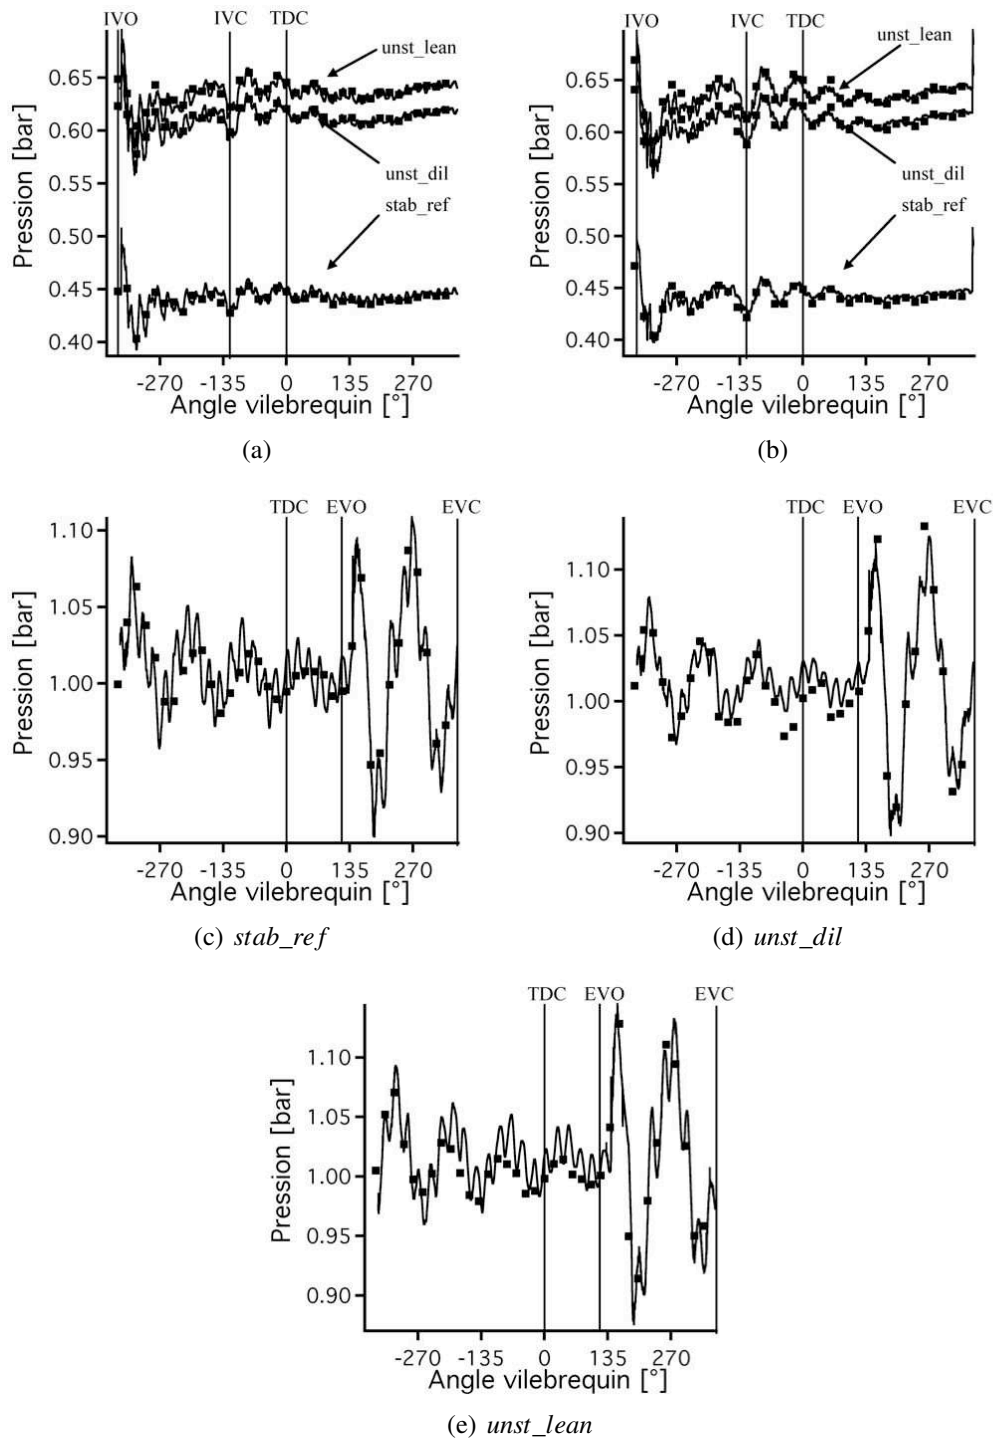 IVO IVC TDC
unst_lean
0.65
0.60
0.55
unst_dil
stab_ref
0.50
0.45
0.40
Pression [bar]
-270 -135 0 135 270
Angle vilebrequin [°]
(a)
IVO IVC TDC
unst_lean
0.65
0.60
0.55
unst_dil
stab_ref
0.50
0.45
0.40
Pression [bar]
-270 -135 0 135 270
Angle vilebrequin [°]
(b)
TDC EVO EVC
1.10
1.05
1.00
0.95
0.90
Pression [bar]
-270 -135 0 135 270
Angle vilebrequin [°]
(c) stab_ref
TDC EVO EVC
1.10
1.05
1.00
0.95
0.90
Pression [bar]
-270 -135 0 135 270
Angle vilebrequin [°]
(d) unst_dil
TDC EVO EVC
1.10
1.05
1.00
0.95
0.90
Pression [bar]
-270 -135 0 135 270
Angle vilebrequin [°]
(e) unst_lean